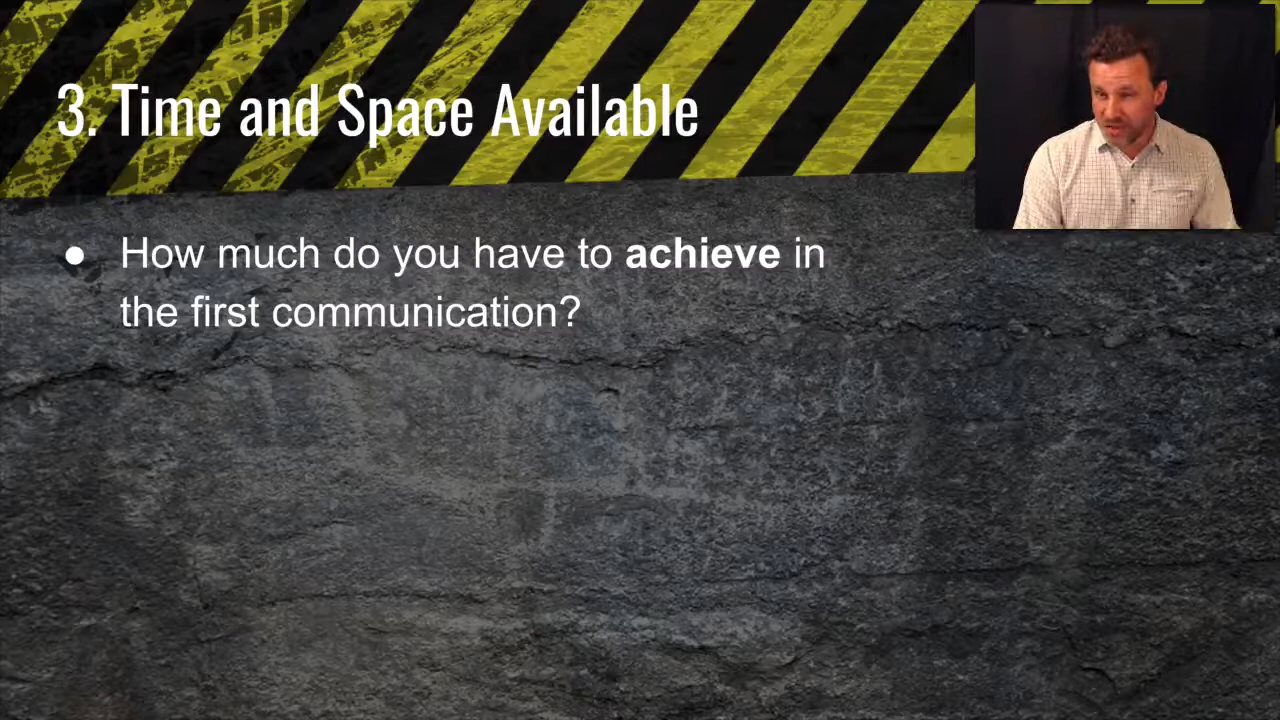 3. Time and Space Available
● How much do you have to achieve in
the first communication?